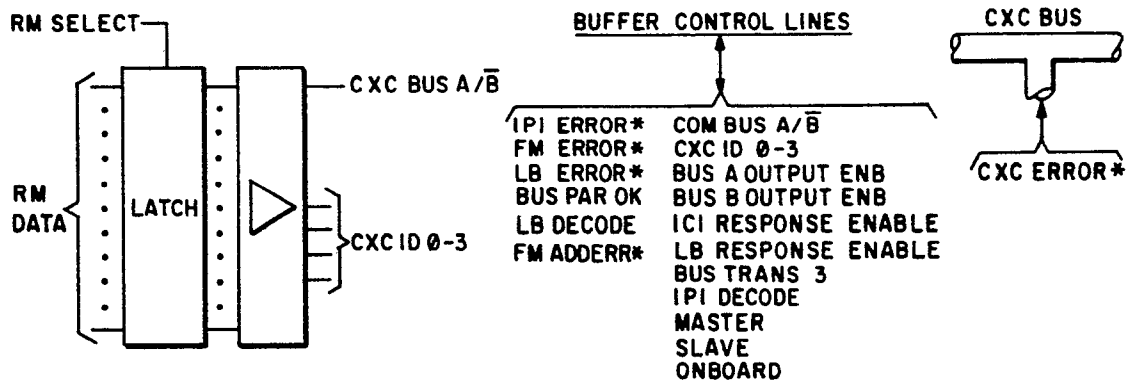 RM SELECT
RM
DATA
LATCH
CXC BUS A/B̅
CXC ID 0-3
BUFFER CONTROL LINES
IPI ERROR*
FM ERROR*
LB ERROR*
BUS PAR OK
LB DECODE
FM ADDERR*
COM BUS A/B̅
CXC ID 0-3
BUS A OUTPUT ENB
BUS B OUTPUT ENB
ICI RESPONSE ENABLE
LB RESPONSE ENABLE
BUS TRANS 3
IPI DECODE
MASTER
SLAVE
ONBOARD
CXC BUS
CXC ERROR*